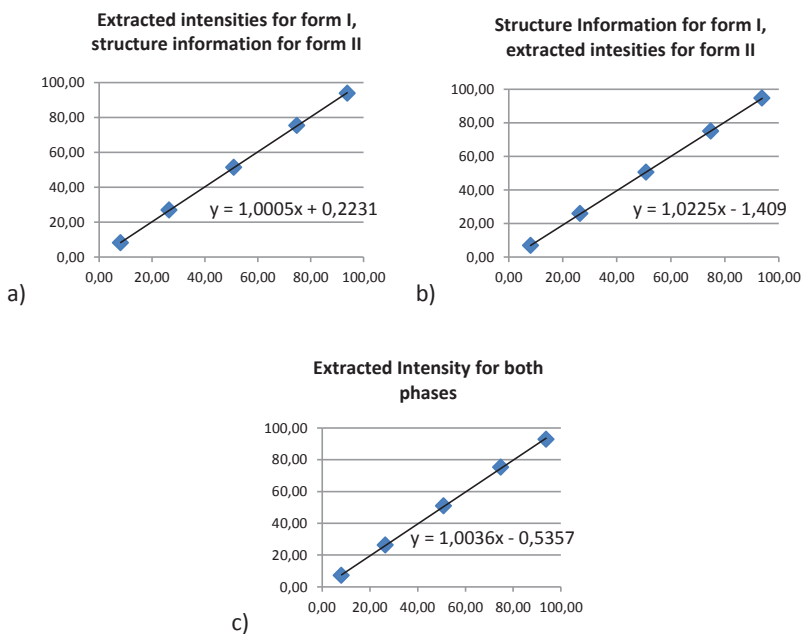 Extracted intensities for form I,
structure information for form II
100,00
80,00
60,00
40,00
20,00
0,00
y = 1,0005x + 0,2231
0,00 20,00 40,00 60,00 80,00 100,00
a)
Structure Information for form I,
extracted intesities for form II
100,00
80,00
60,00
40,00
20,00
0,00
y = 1,0225x - 1,409
0,00 20,00 40,00 60,00 80,00 100,00
b)
Extracted Intensity for both
phases
100,00
80,00
60,00
40,00
20,00
0,00
y = 1,0036x - 0,5357
0,00 20,00 40,00 60,00 80,00 100,00
c)